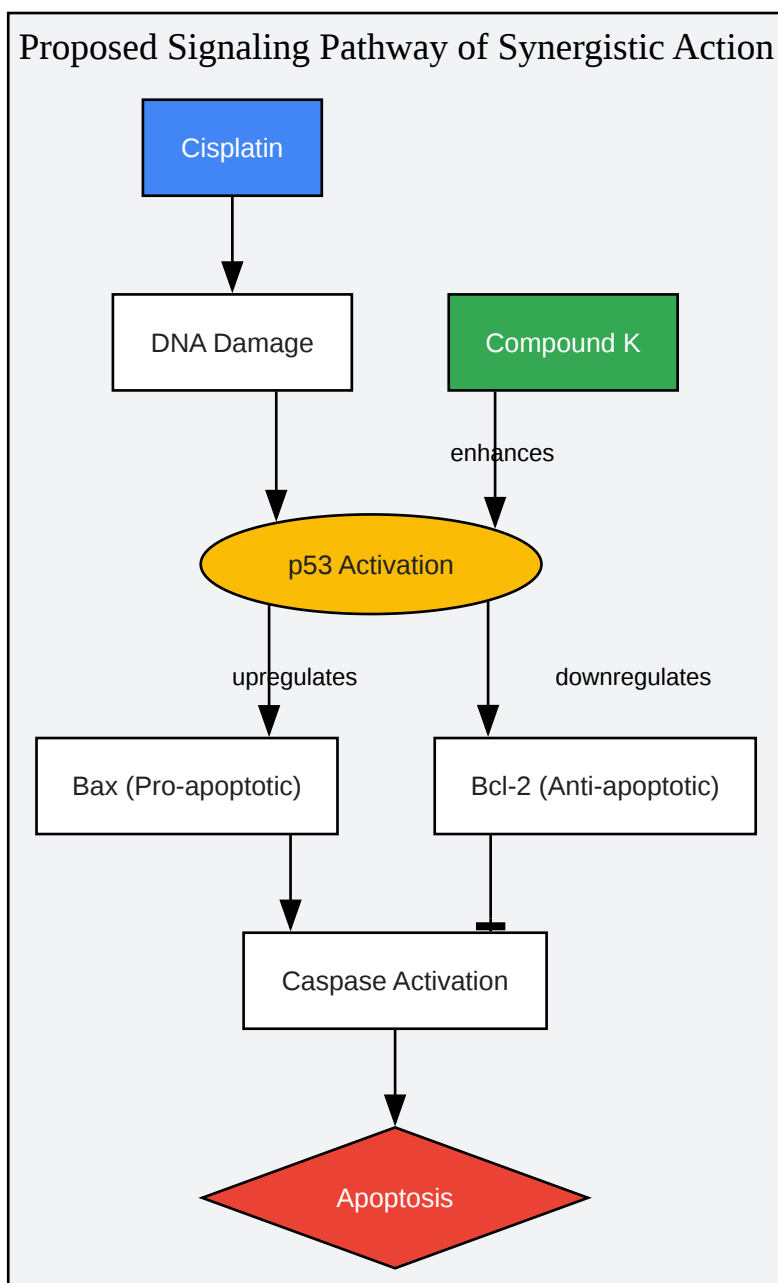 Proposed Signaling Pathway of Synergistic Action
Cisplatin
DNA Damage
Compound K
enhances
p53 Activation
upregulates
downregulates
Bax (Pro-apoptotic)
Bcl-2 (Anti-apoptotic)
Caspase Activation
Apoptosis